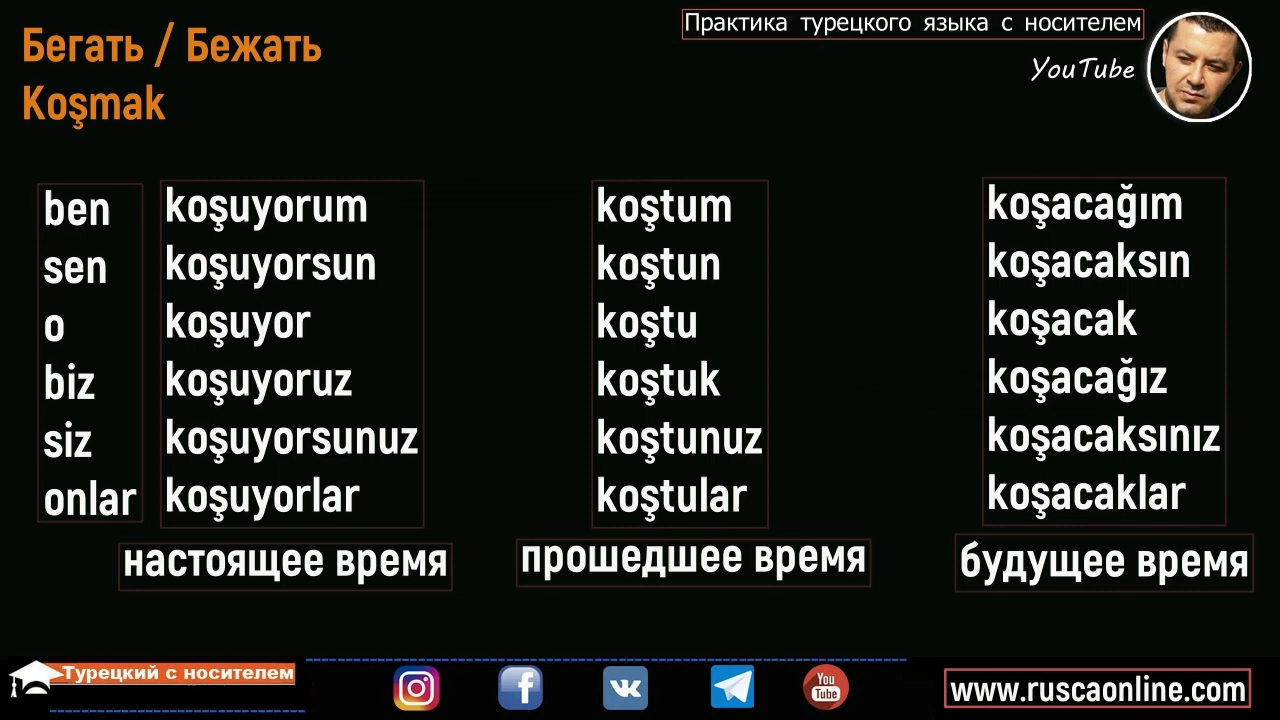 Бегать / Бежать
Koşmak
Практика турецкого языка с носителем
YouTube
ben koşuyorum koştum koşacağım
sen koşuyorsun koştun koşacaksın
o koşuyor koştu koşacak
biz koşuyoruz koştuk koşacağız
siz koşuyorsunuz koştunuz koşacaksınız
onlar koşuyorlar koştular koşacaklar
настоящее время прошедшее время будущее время
Турецкий с носителем
You
Tube
www.ruscaonline.com